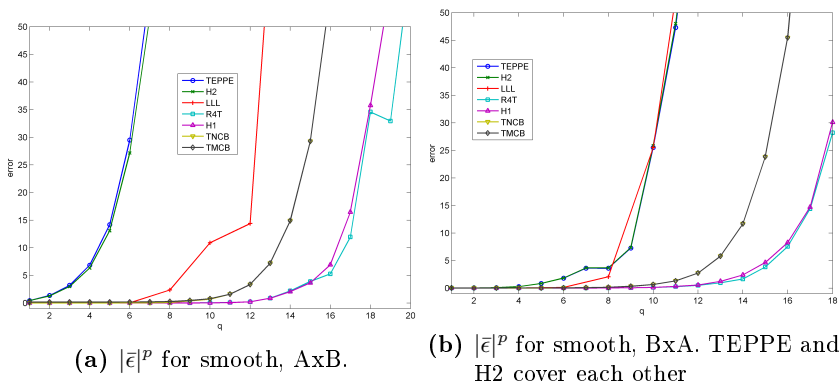 50
45
40
35
30
25
20
15
10
5
0
error
2 4 6 8 10 12 14 16 18 20
q
TEPPE
H2
LLL
R4T
H1
TNCB
TMCB
(a) |ε̄|^p for smooth, AxB.
50
45
40
35
30
25
20
15
10
5
0
error
2 4 6 8 10 12 14 16 18
q
TEPPE
H2
LLL
R4T
H1
TNCB
TMCB
(b) |ε̄|^p for smooth, BxA. TEPPE and
H2 cover each other